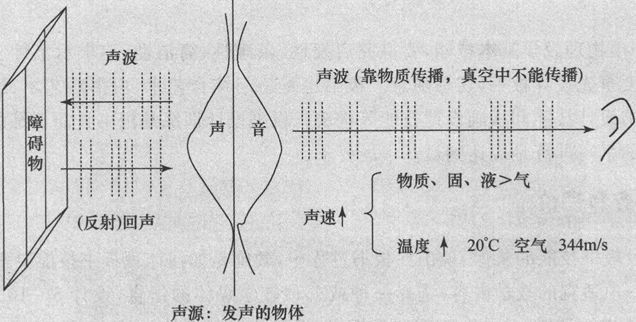 声波
声波 (靠物质传播，真空中不能传播)
障碍物
声 音
(反射)回声
声速↑
物质、固、液>气
温度 ↑ 20℃ 空气 344m/s
声源：发声的物体